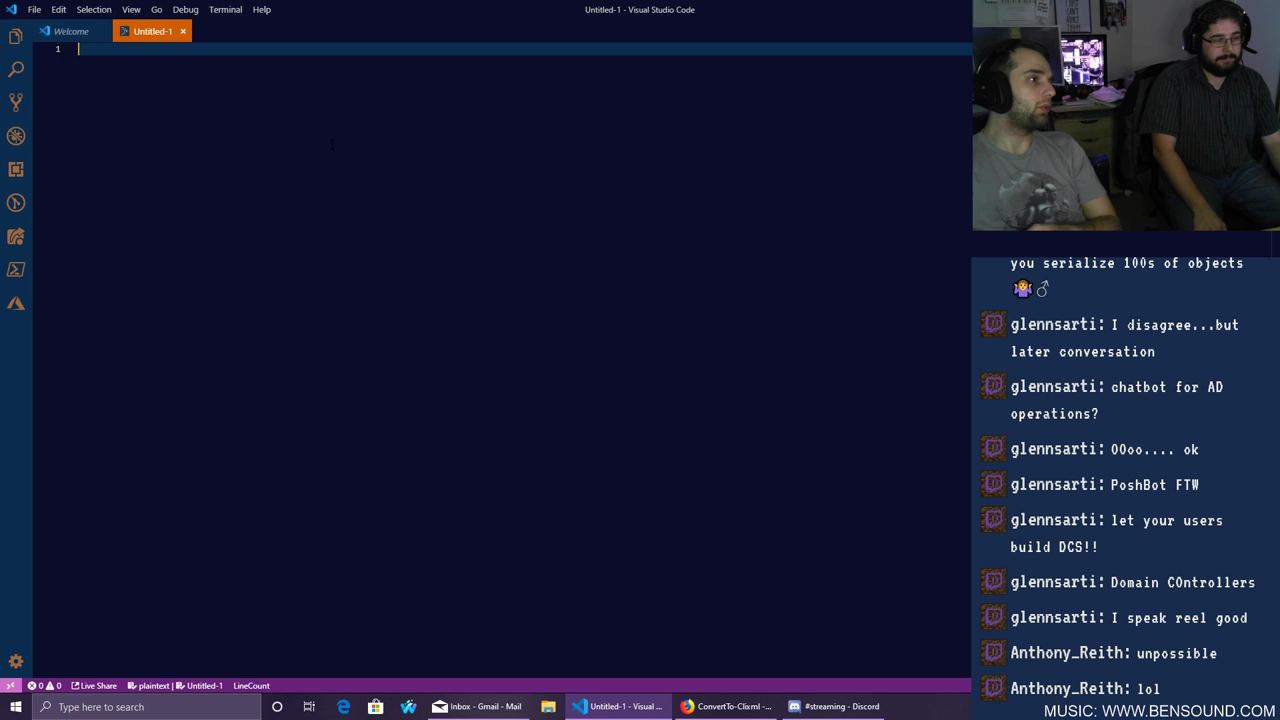 File Edit Selection View Go Debug Terminal Help
Untitled-1 - Visual Studio Code
Welcome
Untitled-1 ×
1
you serialize 100s of objects
glennsarti: I disagree...but
later conversation
glennsarti: chatbot for AD
operations?
glennsarti: OOoo.... ok
glennsarti: PoshBot FTW
glennsarti: let your users
build DCS!!
glennsarti: Domain COntrollers
glennsarti: I speak reel good
Anthony_Reith: unpossible
Anthony_Reith: lol
0 0 Live Share plaintext | Untitled-1 LineCount
Type here to search
Inbox - Gmail - Mail
Untitled-1 - Visual ...
ConvertTo-Clixml -...
#streaming - Discord
MUSIC: WWW.BENSOUND.COM